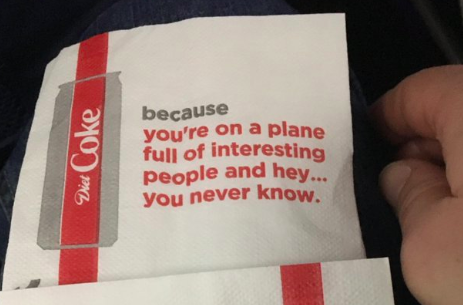 Diet Coke
because
you're on a plane
full of interesting
people and hey...
you never know.